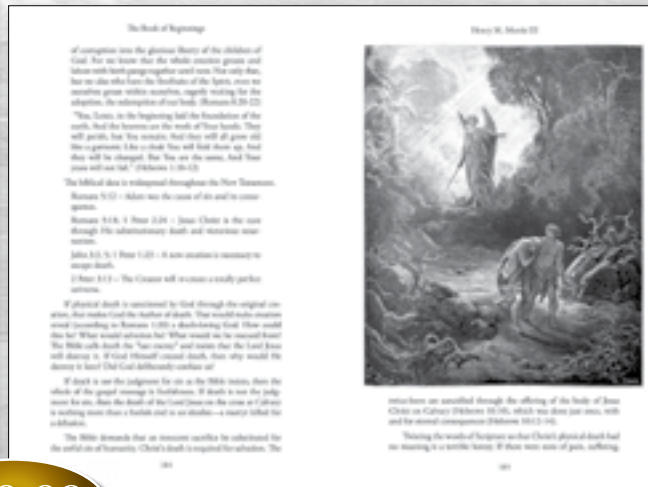 The Book of Beginnings
of corruption into the glorious liberty of the children of
God. For we know that the whole creation groans and
labors with birth pangs together until now. Not only that,
but we also who have the firstfruits of the Spirit, even we
ourselves groan within ourselves, eagerly waiting for the
adoption, the redemption of our body. (Romans 8:20-22)
"You, LORD, in the beginning laid the foundation of the
earth, And the heavens are the work of Your hands. They
will perish, but You remain; And they will all grow old
like a garment; Like a cloak You will fold them up, And
they will be changed. But You are the same, And Your
years will not fail." (Hebrews 1:10-12)
The biblical data is widespread throughout the New Testament.
Romans 5:12 – Adam was the cause of sin and its conse-
quences.
Romans 5:18; 1 Peter 2:24 – Jesus Christ is the cure
through His substitutionary death and victorious resur-
rection.
John 3:3, 5; 1 Peter 1:23 – A new creation is necessary to
escape death.
2 Peter 3:13 – The Creator will re-create a totally perfect
universe.
If physical death is sanctioned by God through the original cre-
ation, that makes God the Author of death. That would make creation
reveal (according to Romans 1:20) a death-loving God. How could
this be? What would salvation be? What would we be rescued from?
The Bible calls death the "last enemy" and insists that the Lord Jesus
will destroy it. If God Himself caused death, then why would He
destroy it later? Did God deliberately confuse us?
If death is not the judgment for sin as the Bible insists, then the
whole of the gospel message is foolishness. If death is not the judg-
ment for sin, then the death of the Lord Jesus on the cross at Calvary
is nothing more than a foolish end to an idealist—a martyr killed for
a delusion.
The Bible demands that an innocent sacrifice be substituted for
the awful sin of humanity. Christ's death is required for salvation. The
Henry M. Morris III
twice-born are sanctified through the offering of the body of Jesus
Christ on Calvary (Hebrews 10:10), which was done just once, with
and for eternal consequences (Hebrews 10:12-14).
Twisting the words of Scripture so that Christ's physical death had
no meaning is a terrible heresy. If there were eons of pain, suffering,